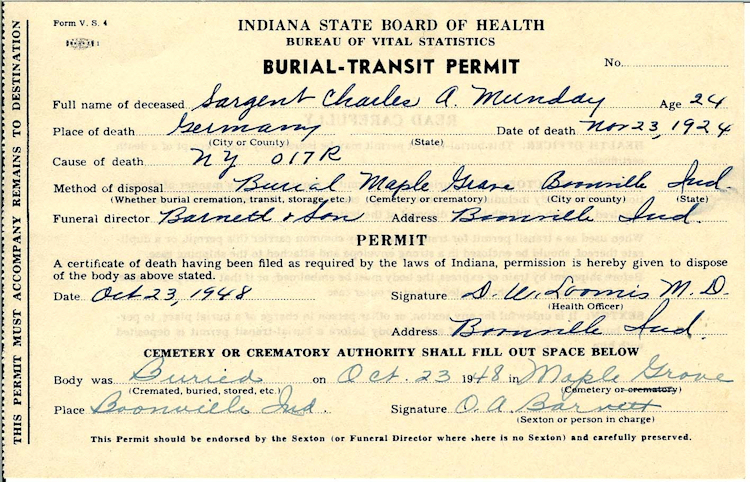 THIS PERMIT MUST ACCOMPANY REMAINS TO DESTINATION
Form V. S. 4
INDIANA STATE BOARD OF HEALTH
BUREAU OF VITAL STATISTICS
BURIAL-TRANSIT PERMIT
No.
Full name of deceased Sargent Charles A. Munday Age 24
Place of death Germany Date of death Nov 23, 1924
(City or County) (State)
Cause of death NY 017R
Method of disposal Burial Maple Grove Boonville Ind
(Whether burial cremation, transit, storage, etc.) (Cemetery or crematory) (City or county) (State)
Funeral director Barnett & Son Address Boonville Ind.
PERMIT
A certificate of death having been filed as required by the laws of Indiana, permission is hereby given to dispose
of the body as above stated.
Date Oct 23, 1948 Signature D. W. Loomis M. D.
(Health Officer)
Address Boonville Ind.
CEMETERY OR CREMATORY AUTHORITY SHALL FILL OUT SPACE BELOW
Body was Buried on Oct. 23 1948 in Maple Grove
(Cremated, buried, stored, etc.) (Cemetery or crematory)
Place Boonville Ind. Signature O. A. Barnett
(Sexton or person in charge)
This Permit should be endorsed by the Sexton (or Funeral Director where there is no Sexton) and carefully preserved.